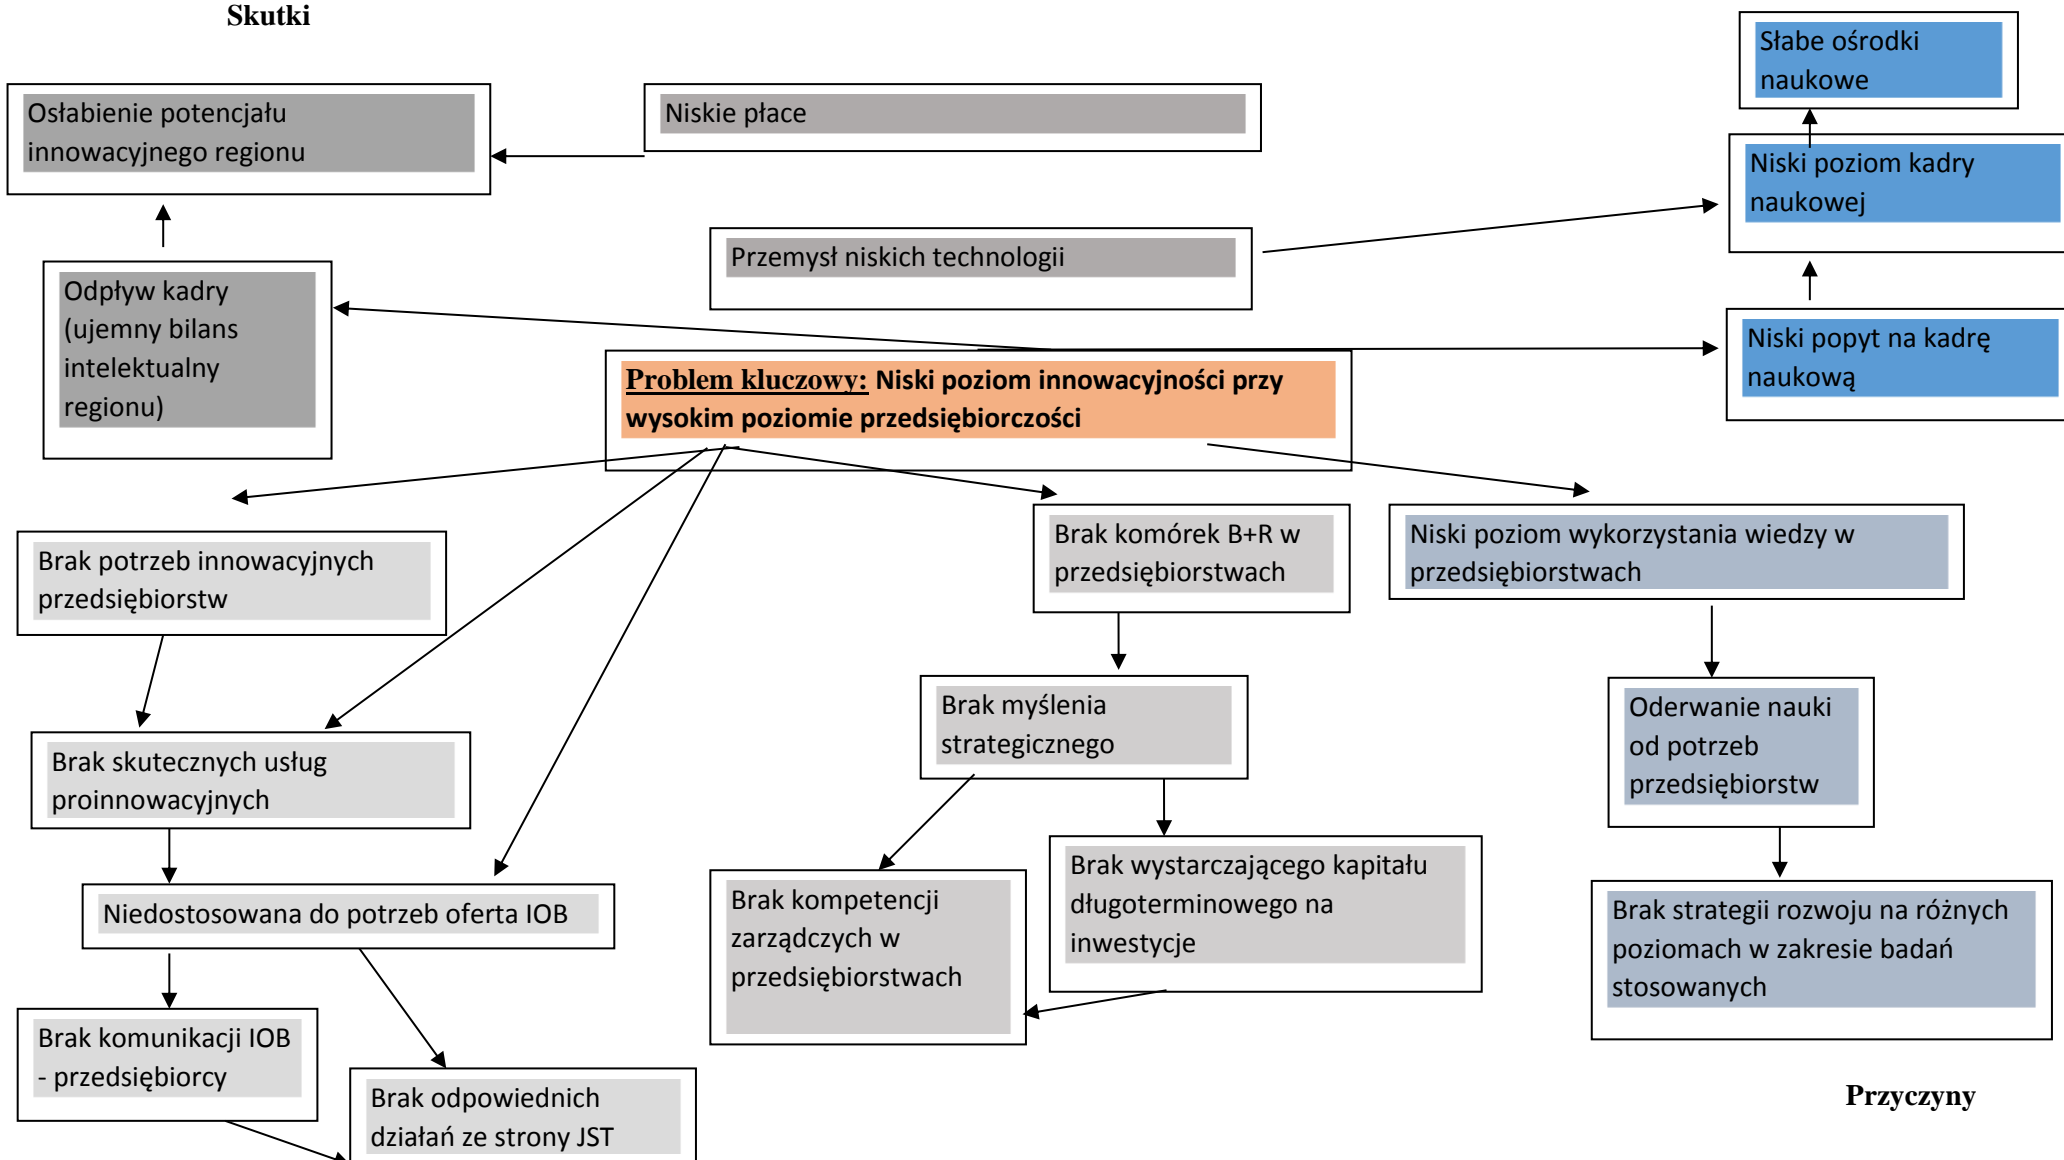 Skutki
Słabe ośrodki
naukowe
Osłabienie potencjału
innowacyjnego regionu
Niskie płace
Niski poziom kadry
naukowej
Przemysł niskich technologii
Odpływ kadry
(ujemny bilans
intelektualny
regionu)
Niski popyt na kadrę
naukową
Problem kluczowy: Niski poziom innowacyjności przy
wysokim poziomie przedsiębiorczości
Brak potrzeb innowacyjnych
przedsiębiorstw
Brak komórek B+R w
przedsiębiorstwach
Niski poziom wykorzystania wiedzy w
przedsiębiorstwach
Brak skutecznych usług
proinnowacyjnych
Brak myślenia
strategicznego
Oderwanie nauki
od potrzeb
przedsiębiorstw
Niedostosowana do potrzeb oferta IOB
Brak kompetencji
zarządczych w
przedsiębiorstwach
Brak wystarczającego kapitału
długoterminowego na
inwestycje
Brak strategii rozwoju na różnych
poziomach w zakresie badań
stosowanych
Brak komunikacji IOB
- przedsiębiorcy
Brak odpowiednich
działań ze strony JST
Przyczyny